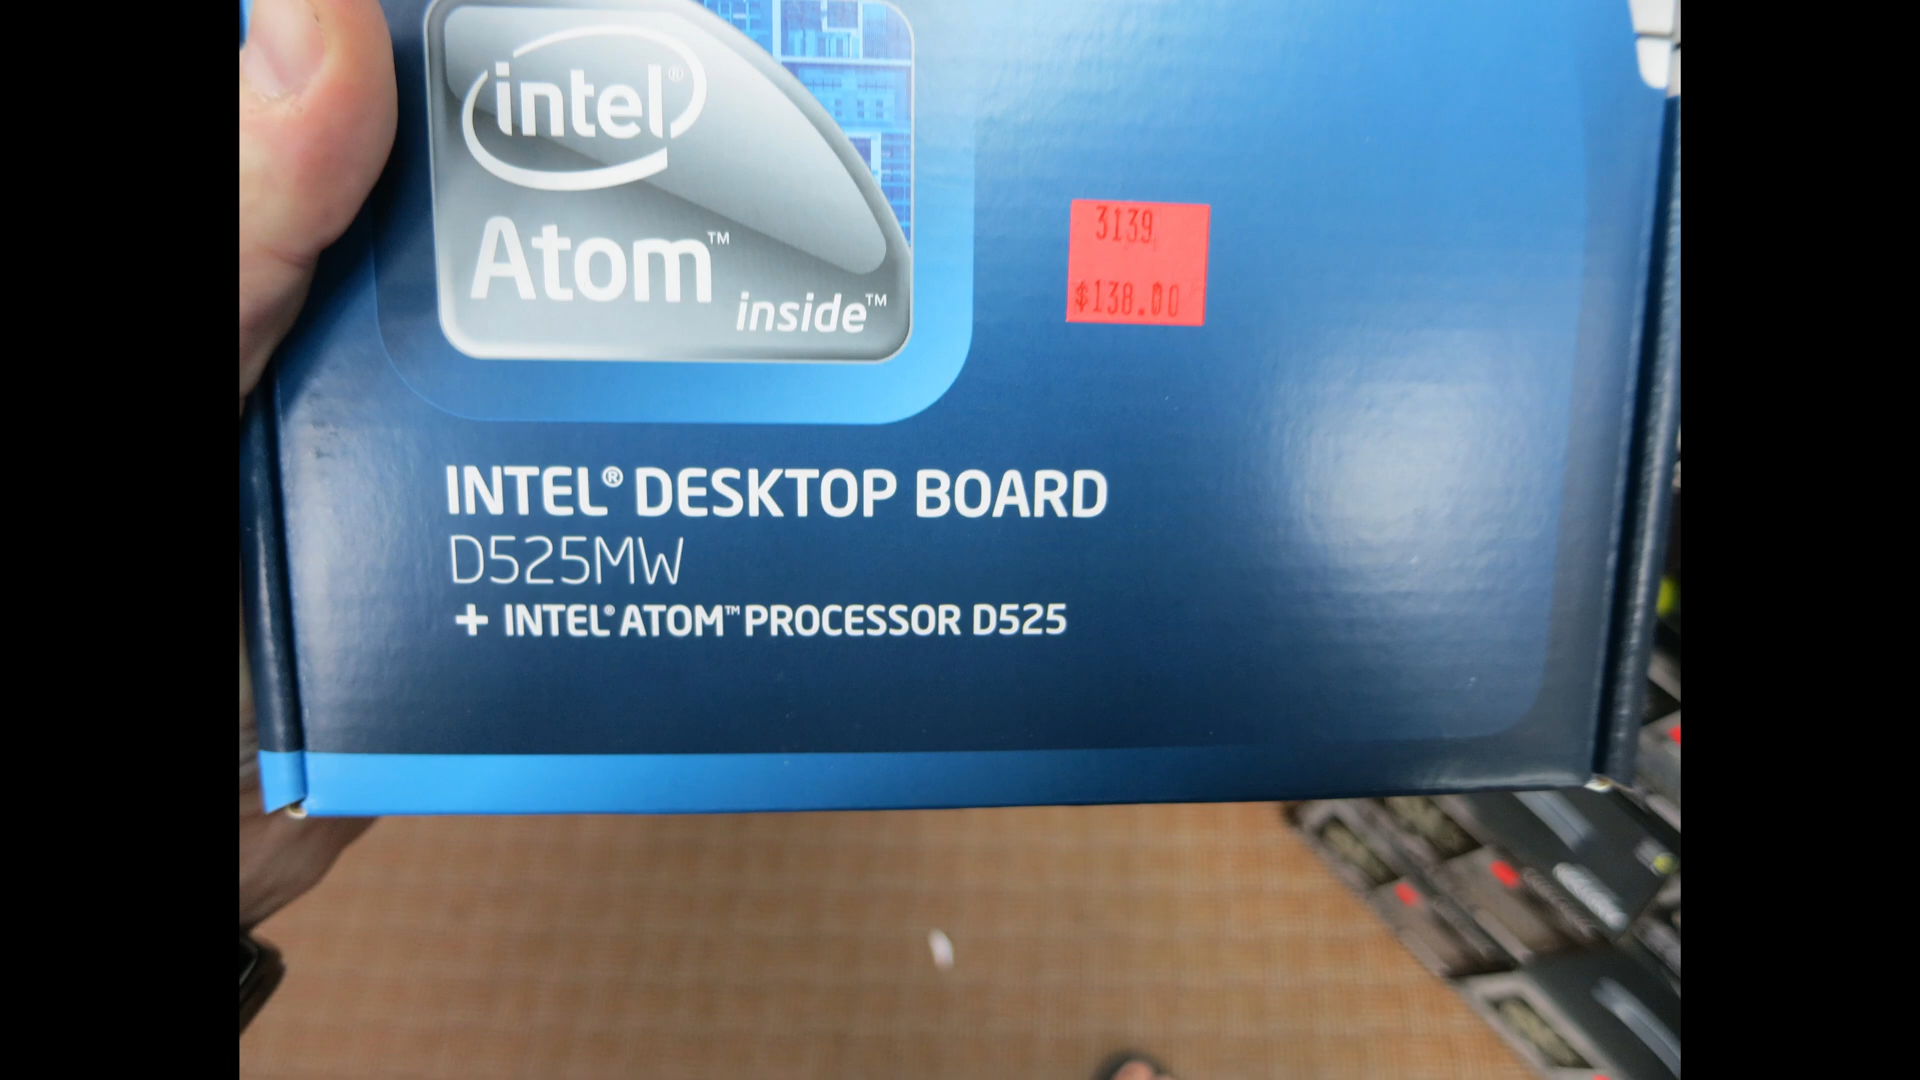 intel®
Atom™
inside™
3139
$138.00
INTEL® DESKTOP BOARD
D525MW
+ INTEL® ATOM™ PROCESSOR D525